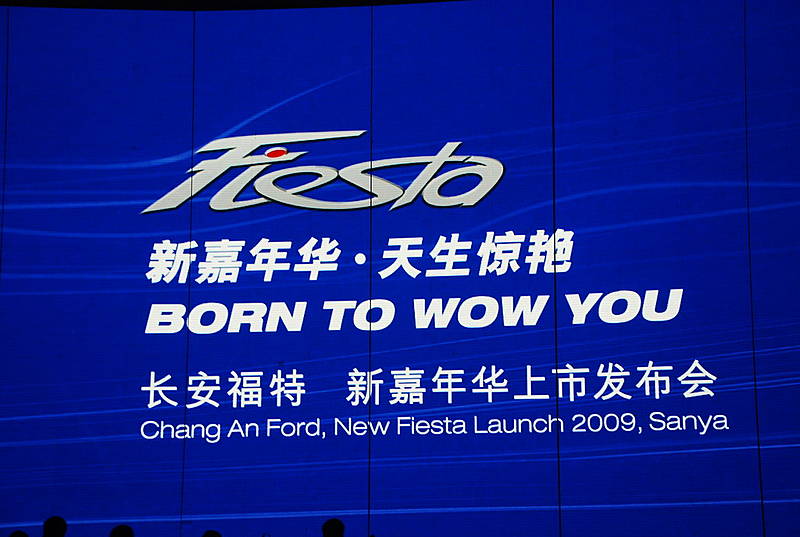 Fiesta
新嘉年华·天生惊艳
BORN TO WOW YOU
长安福特 新嘉年华上市发布会
Chang An Ford, New Fiesta Launch 2009, Sanya